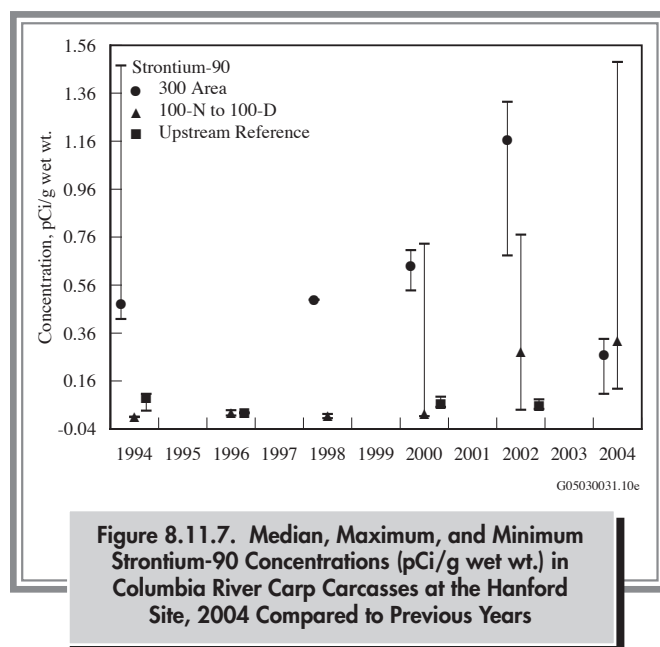 1.56
1.36
1.16
0.96
0.76
0.56
0.36
0.16
-0.04
Concentration, pCi/g wet wt.
Strontium-90
300 Area
100-N to 100-D
Upstream Reference
1994 1995 1996 1997 1998 1999 2000 2001 2002 2003 2004
G05030031.10e
Figure 8.11.7. Median, Maximum, and Minimum
Strontium-90 Concentrations (pCi/g wet wt.) in
Columbia River Carp Carcasses at the Hanford
Site, 2004 Compared to Previous Years